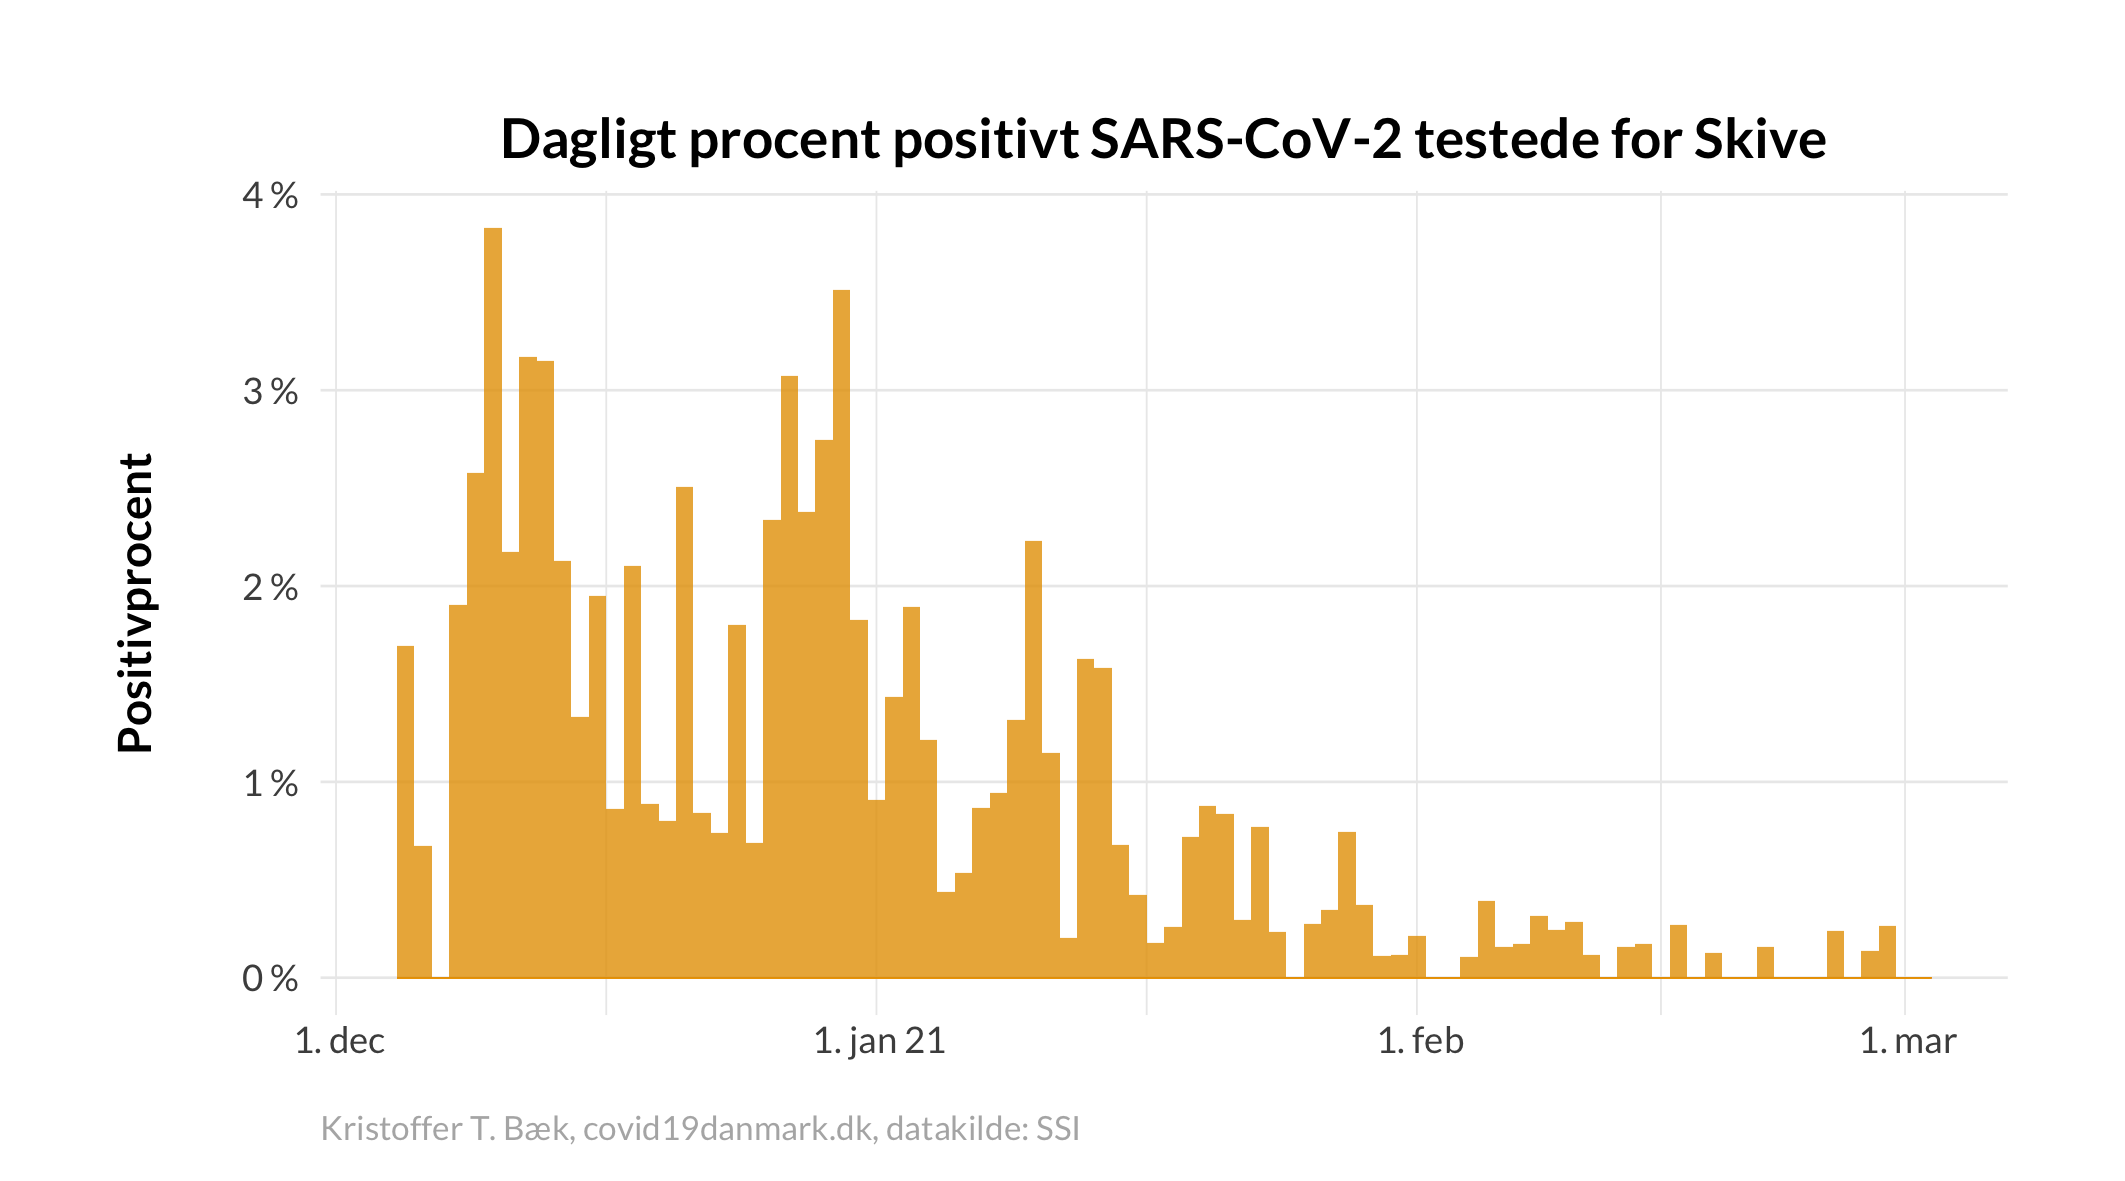 Dagligt procent positivt SARS-CoV-2 testede for Skive
Positivprocent
4 %
3 %
2 %
1 %
0 %
1. dec
1. jan 21
1. feb
1. mar
Kristoffer T. Bæk, covid19danmark.dk, datakilde: SSI